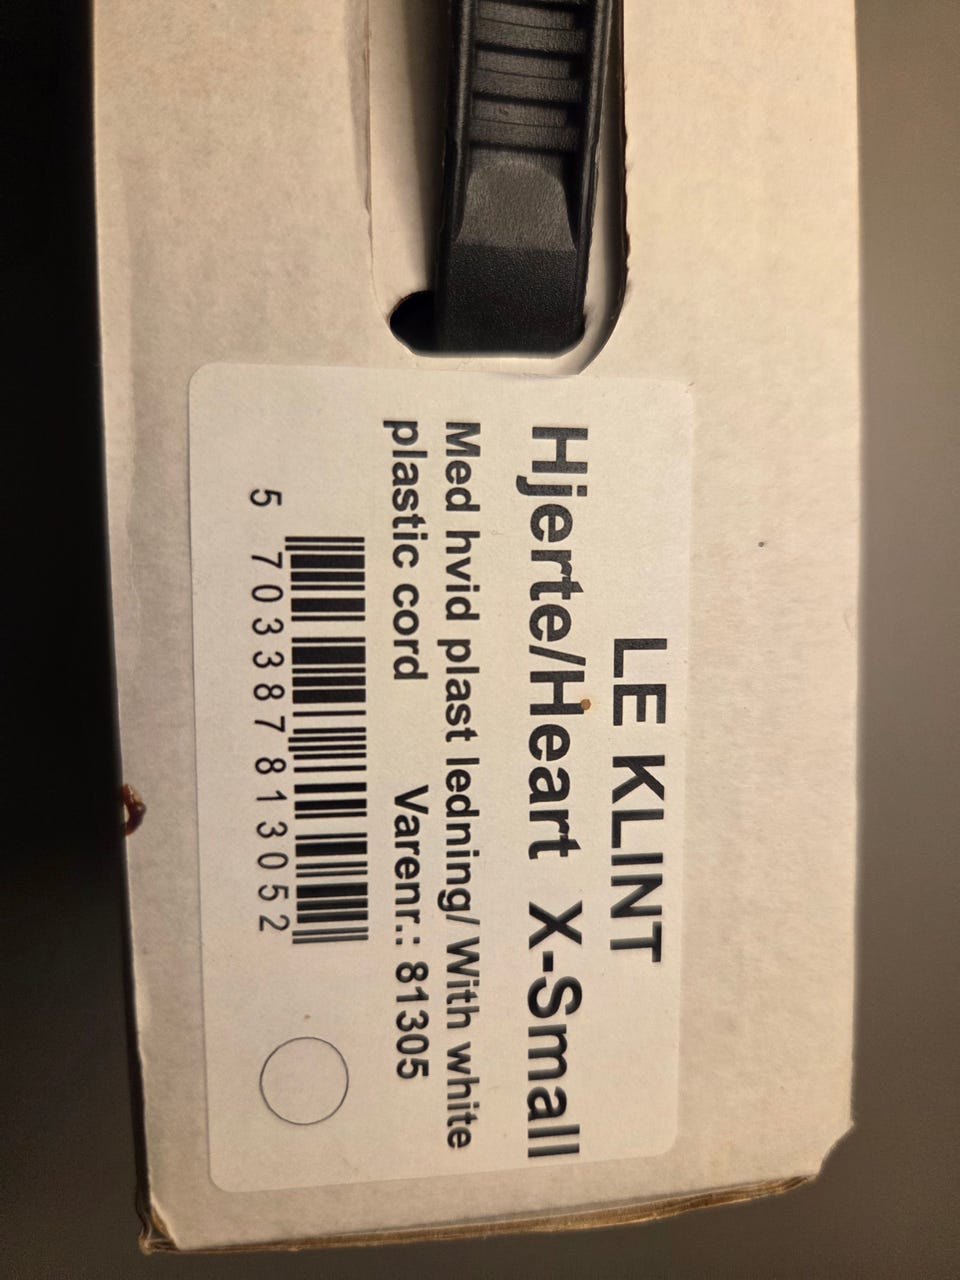 LE KLINT
Hjerte/Heart X-Small
Med hvid plast ledning/ With white
plastic cord Varenr.: 81305
5 703387 813052